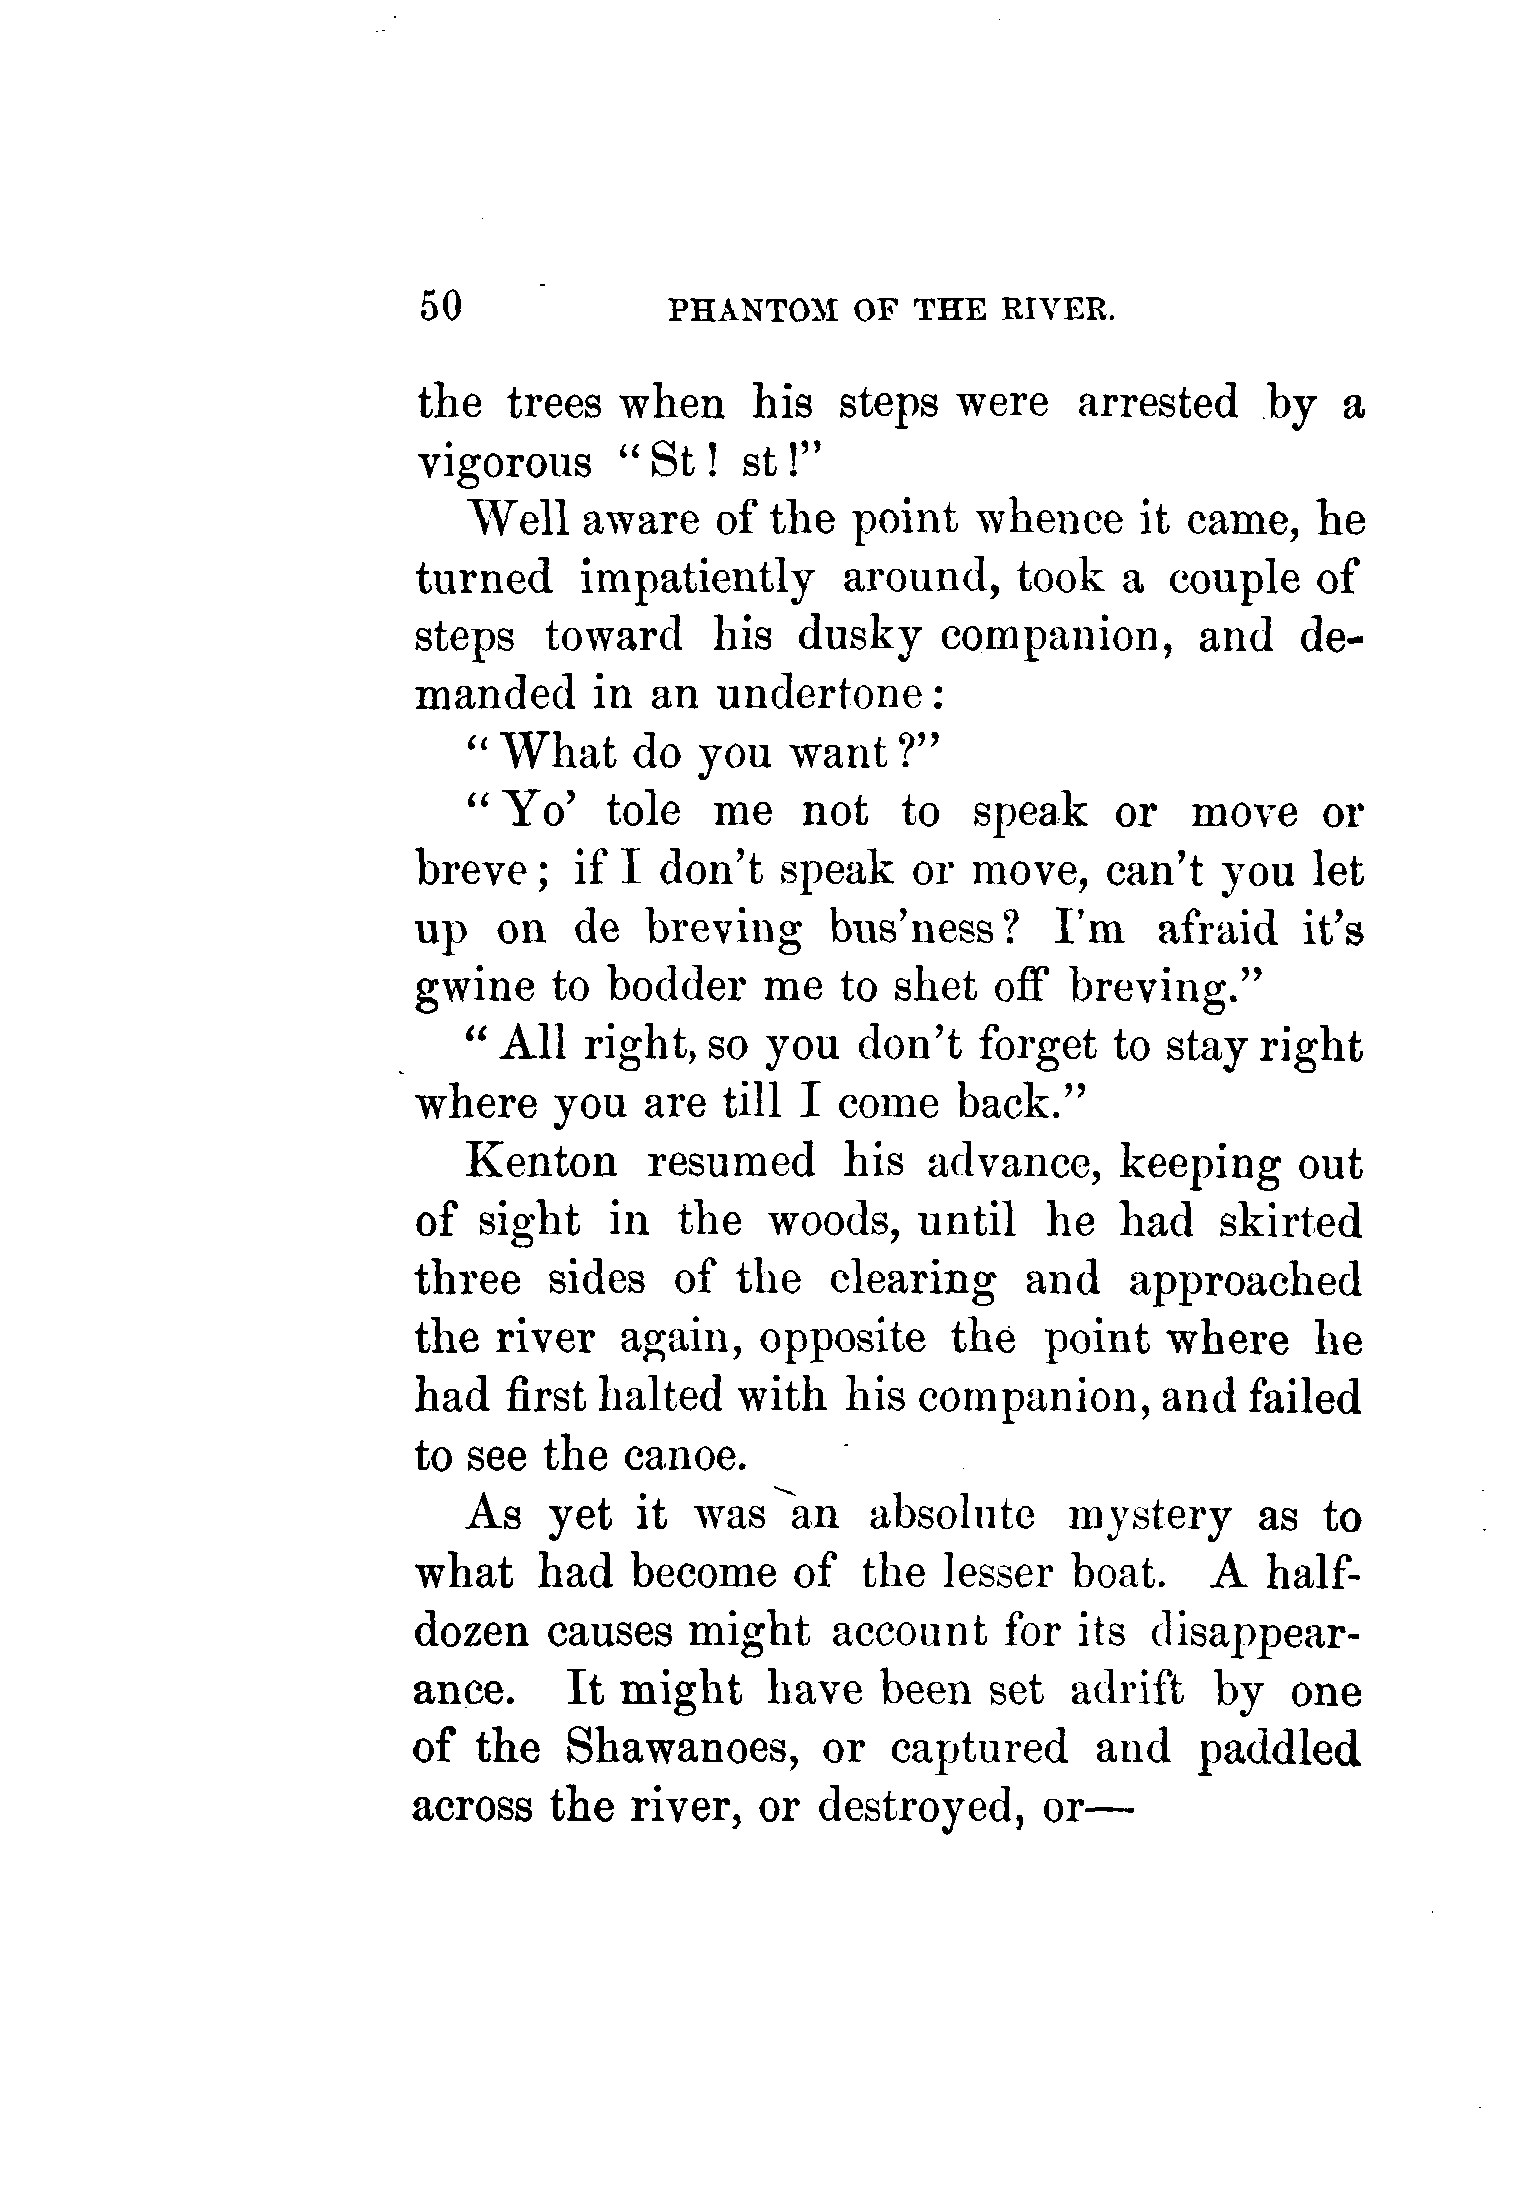 50 PHANTOM OF THE RIVER.
the trees when his steps were arrested by a
vigorous "St! st!"
Well aware of the point whence it came, he
turned impatiently around, took a couple of
steps toward his dusky companion, and de-
manded in an undertone:
"What do you want?"
"Yo' tole me not to speak or move or
breve; if I don't speak or move, can't you let
up on de breving bus'ness? I'm afraid it's
gwine to bodder me to shet off breving."
"All right, so you don't forget to stay right
where you are till I come back."
Kenton resumed his advance, keeping out
of sight in the woods, until he had skirted
three sides of the clearing and approached
the river again, opposite the point where he
had first halted with his companion, and failed
to see the canoe.
As yet it was an absolute mystery as to
what had become of the lesser boat. A half-
dozen causes might account for its disappear-
ance. It might have been set adrift by one
of the Shawanoes, or captured and paddled
across the river, or destroyed, or—